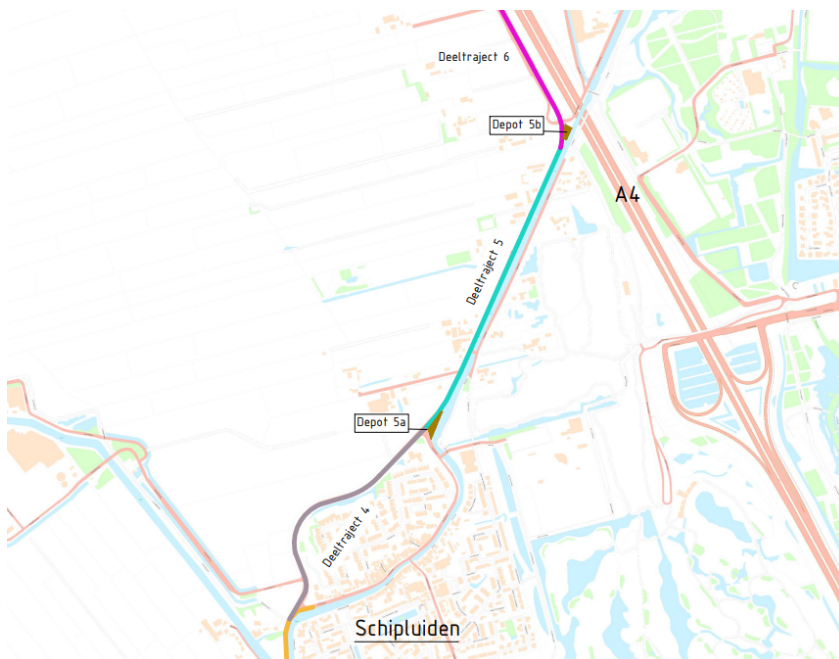 Deeltraject 6
Depot 5b
A4
Deeltraject 5
Depot 5a
Deeltraject 4
Schipluiden